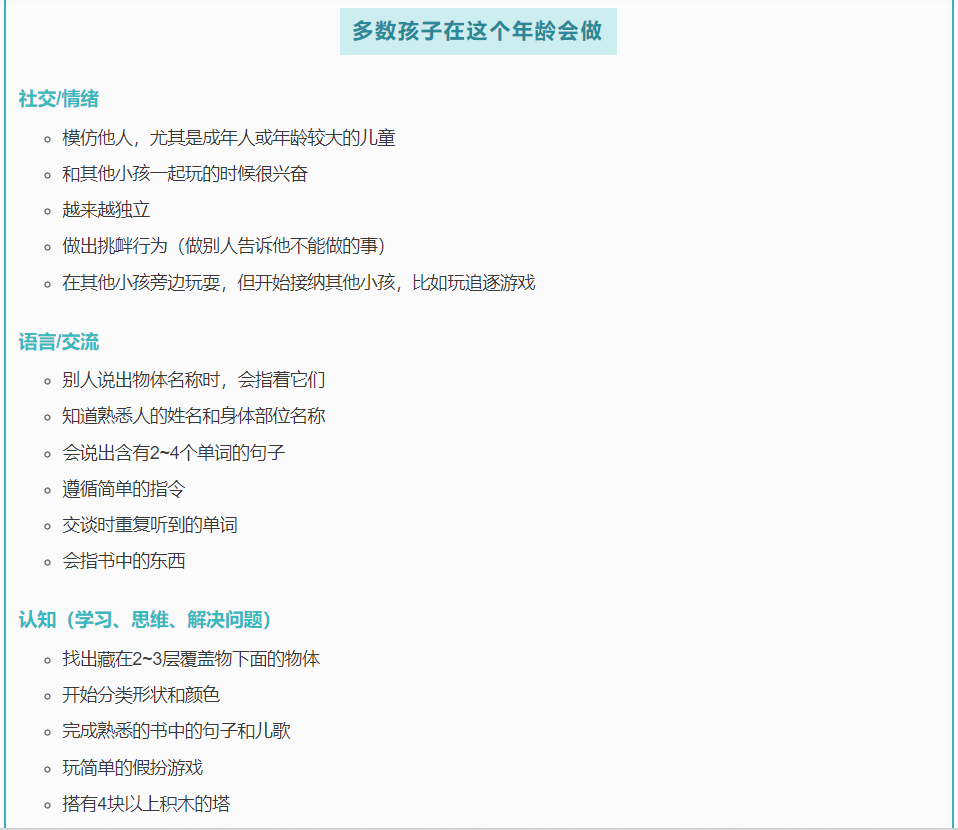 多数孩子在这个年龄会做
社交/情绪
模仿他人，尤其是成年人或年龄较大的儿童
和其他小孩一起玩的时候很兴奋
越来越独立
做出挑衅行为（做别人告诉他不能做的事）
在其他小孩旁边玩耍，但开始接纳其他小孩，比如玩追逐游戏
语言/交流
别人说出物体名称时，会指着它们
知道熟悉人的姓名和身体部位名称
会说出含有2~4个单词的句子
遵循简单的指令
交谈时重复听到的单词
会指书中的东西
认知（学习、思维、解决问题）
找出藏在2~3层覆盖物下面的物体
开始分类形状和颜色
完成熟悉的书中的句子和儿歌
玩简单的假扮游戏
搭有4块以上积木的塔